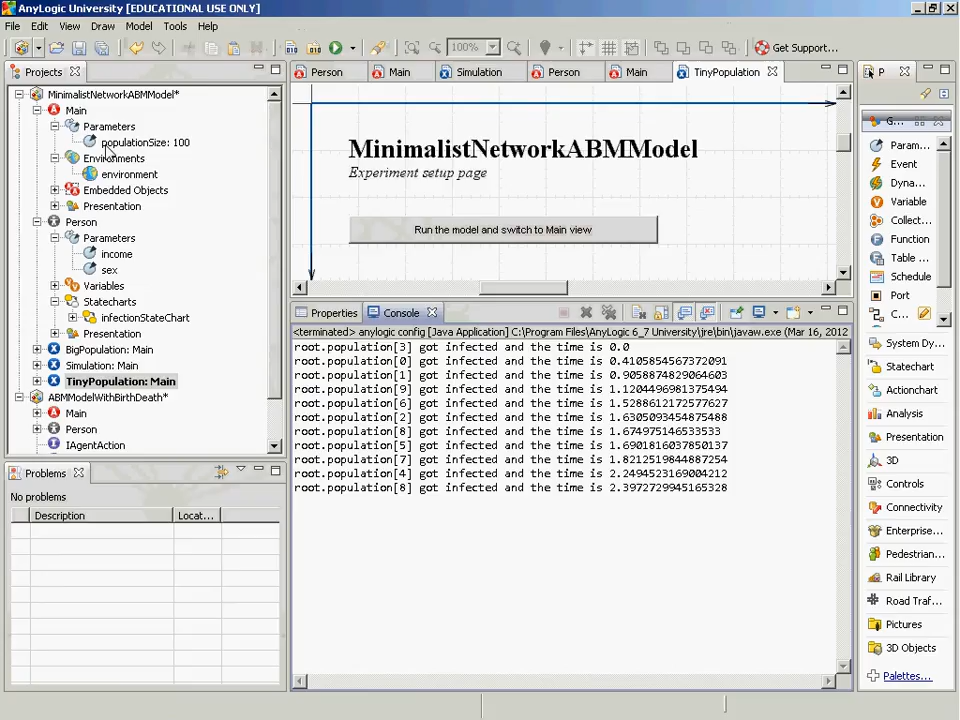 AnyLogic University [EDUCATIONAL USE ONLY]
File Edit View Draw Model Tools Help
100%
Get Support...
Projects
MinimalistNetworkABMModel*
Main
Parameters
populationSize: 100
Environments
environment
Embedded Objects
Presentation
Person
Parameters
income
sex
Variables
Statecharts
infectionStateChart
Presentation
BigPopulation: Main
Simulation: Main
TinyPopulation: Main
ABMModelWithBirthDeath*
Main
Person
IAgentAction
Problems
No problems
Description Locat...
Person Main Simulation Person Main TinyPopulation
MinimalistNetworkABMModel
Experiment setup page
Run the model and switch to Main view
Properties Console
<terminated> anylogic config [Java Application] C:\Program Files\AnyLogic 6_7 University\jre\bin\javaw.exe (Mar 16, 2012
root.population[3] got infected and the time is 0.0
root.population[0] got infected and the time is 0.4105854567372091
root.population[1] got infected and the time is 0.9058874829064603
root.population[9] got infected and the time is 1.1204496981375494
root.population[6] got infected and the time is 1.5288612172577627
root.population[2] got infected and the time is 1.6305093454875488
root.population[8] got infected and the time is 1.674975146533533
root.population[5] got infected and the time is 1.6901816037850137
root.population[7] got infected and the time is 1.8212519844887254
root.population[4] got infected and the time is 2.2494523169004212
root.population[8] got infected and the time is 2.3972729945165328
P
G...
Param...
Event
Dyna...
Variable
Collect...
Function
Table ...
Schedule
Port
C...
System Dy...
Statechart
Actionchart
Analysis
Presentation
3D
Controls
Connectivity
Enterprise...
Pedestrian...
Rail Library
Road Traf...
Pictures
3D Objects
Palettes...